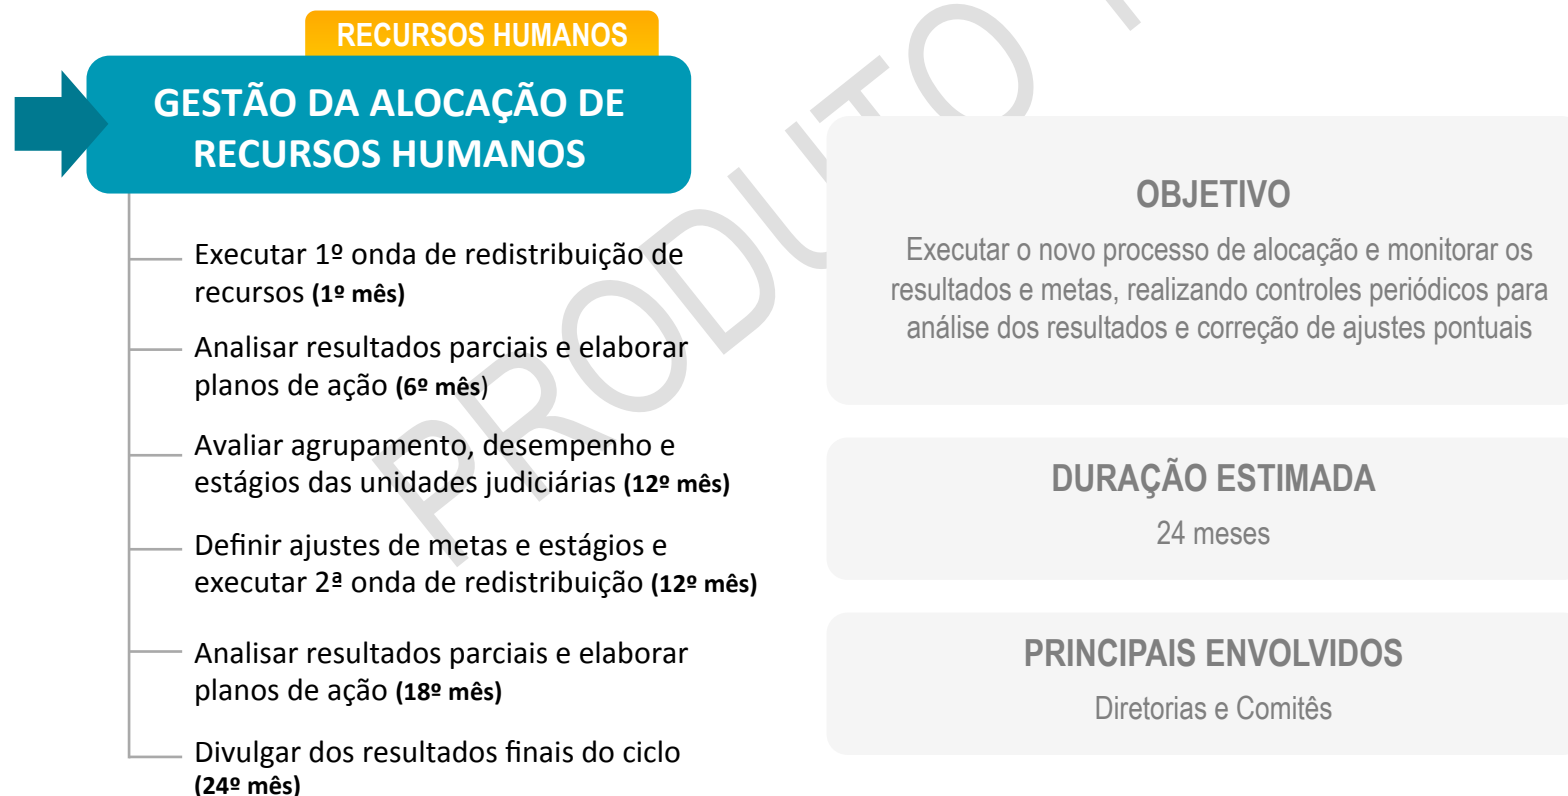 RECURSOS HUMANOS
GESTÃO DA ALOCAÇÃO DE
RECURSOS HUMANOS
Executar 1º onda de redistribuição de
recursos (1º mês)
Analisar resultados parciais e elaborar
planos de ação (6º mês)
Avaliar agrupamento, desempenho e
estágios das unidades judiciárias (12º mês)
Definir ajustes de metas e estágios e
executar 2ª onda de redistribuição (12º mês)
Analisar resultados parciais e elaborar
planos de ação (18º mês)
Divulgar dos resultados finais do ciclo
(24º mês)
OBJETIVO
Executar o novo processo de alocação e monitorar os
resultados e metas, realizando controles periódicos para
análise dos resultados e correção de ajustes pontuais
DURAÇÃO ESTIMADA
24 meses
PRINCIPAIS ENVOLVIDOS
Diretorias e Comitês
PRODUTO